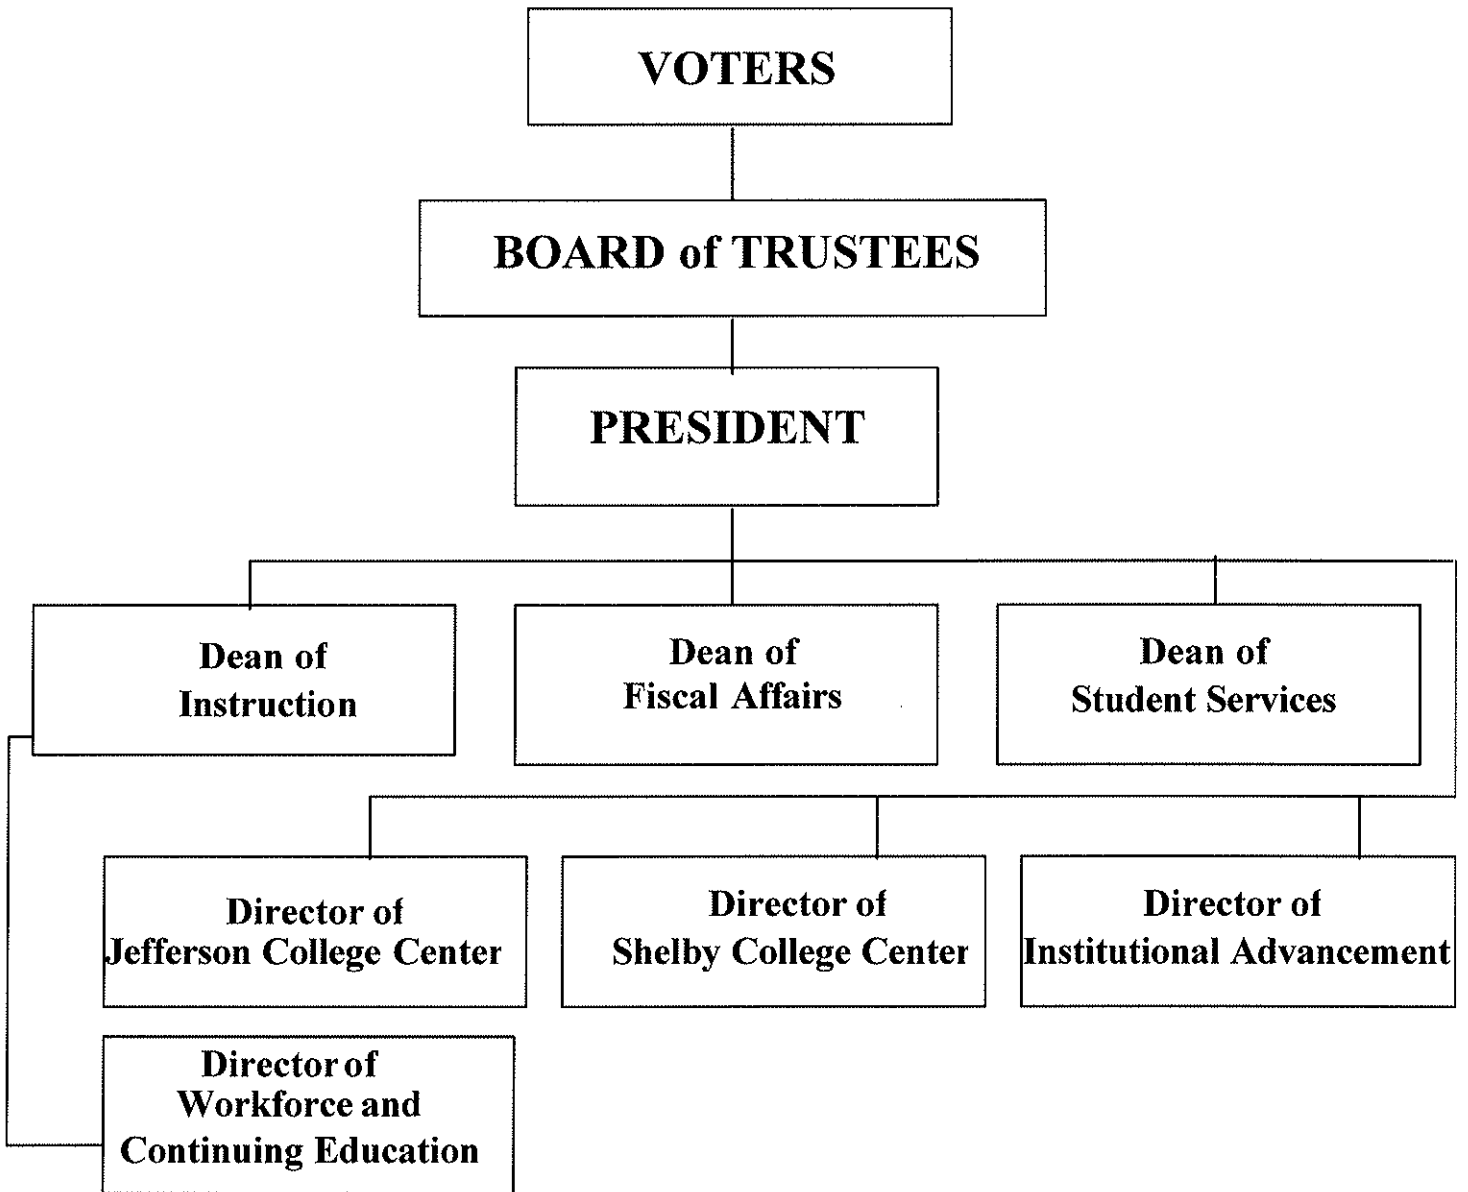 VOTERS
BOARD of TRUSTEES
PRESIDENT
Dean of
Instruction
Dean of
Fiscal Affairs
Dean of
Student Services
Director of
Jefferson College Center
Director of
Shelby College Center
Director of
Institutional Advancement
Director of
Workforce and
Continuing Education